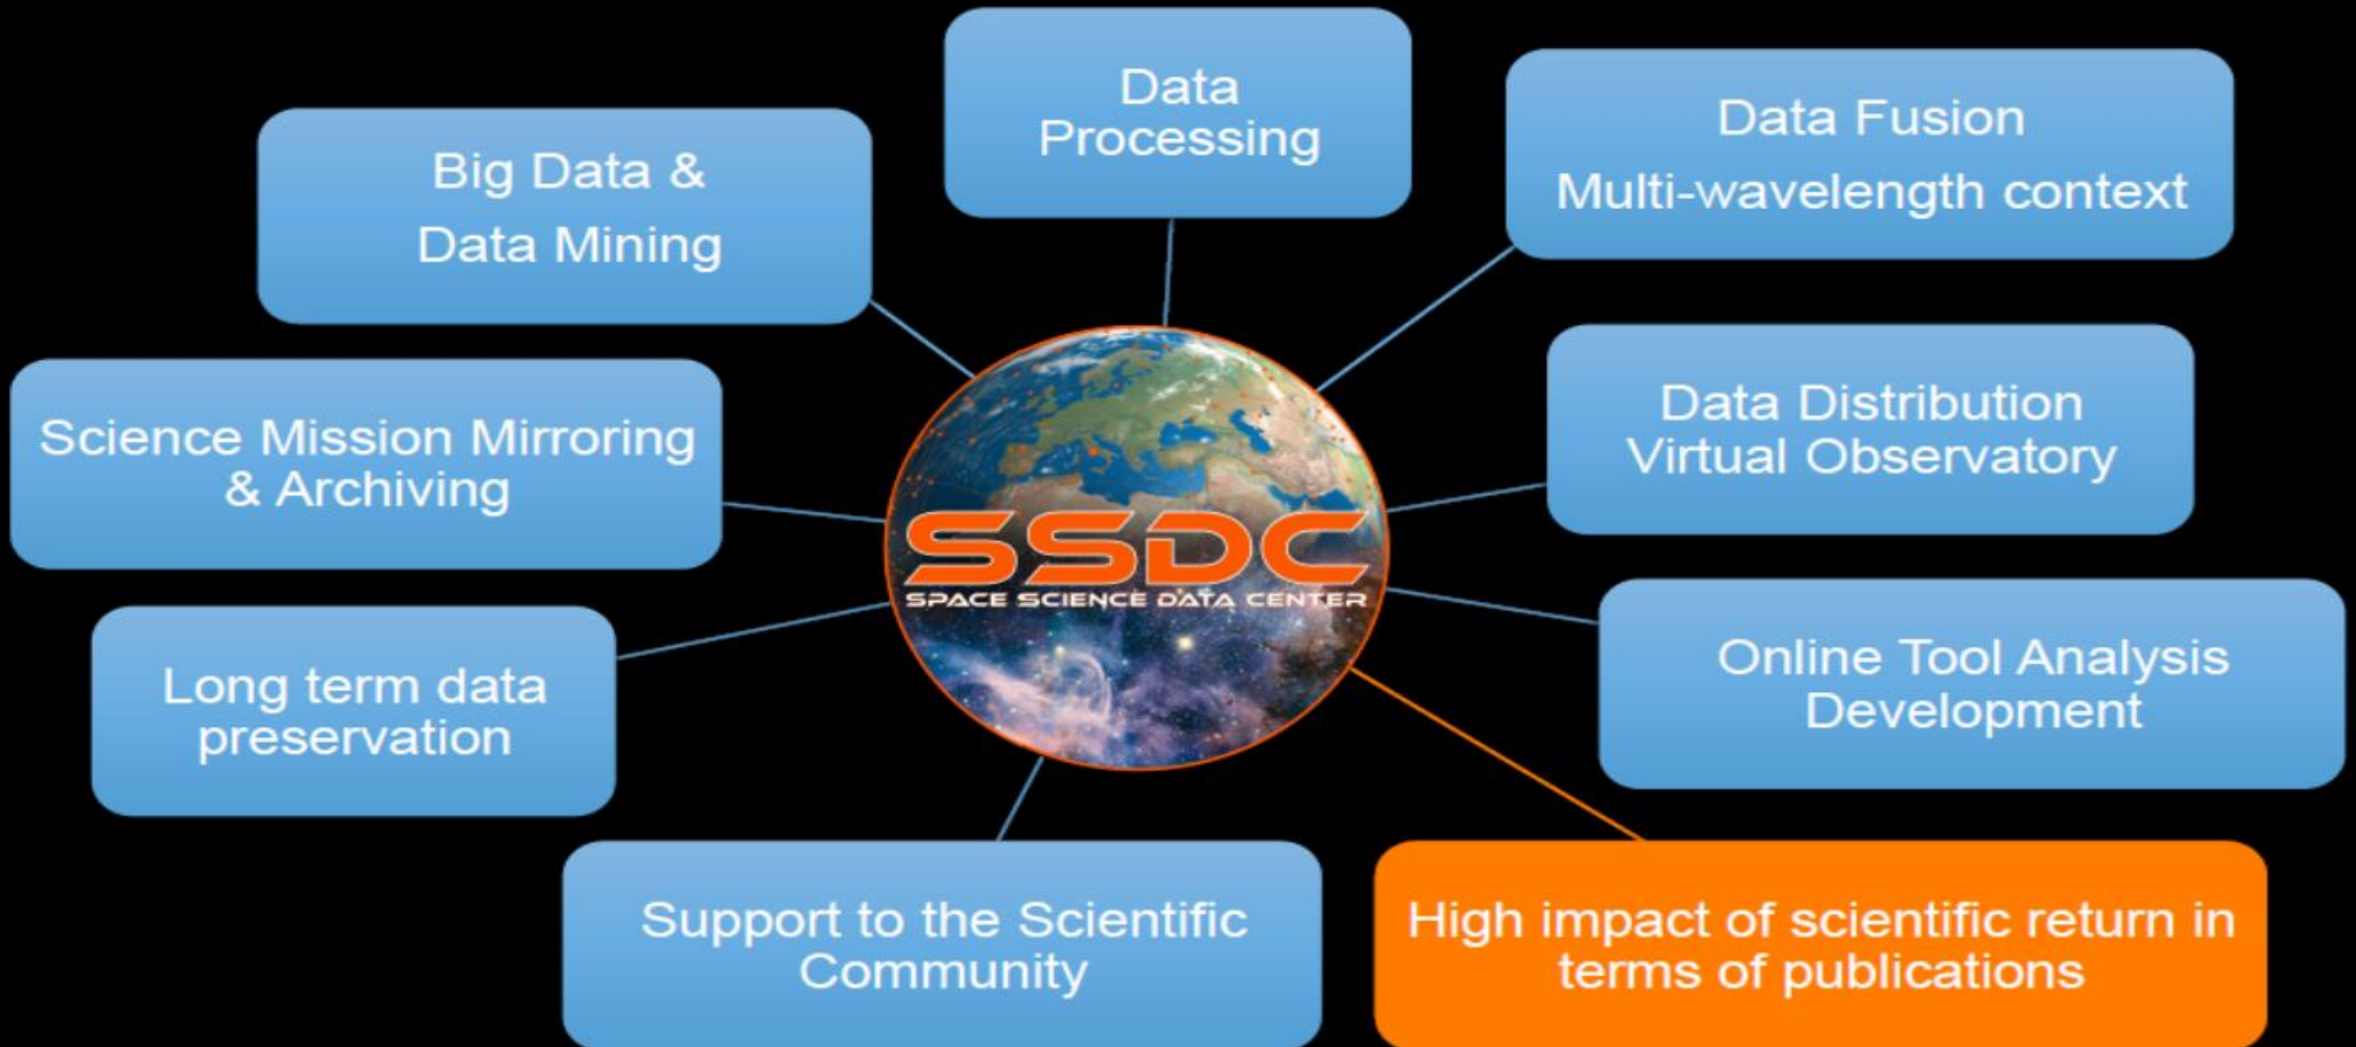 Data
Processing
Data Fusion
Multi-wavelength context
Big Data &
Data Mining
Data Distribution
Virtual Observatory
Science Mission Mirroring
& Archiving
SSDC
SPACE SCIENCE DATA CENTER
Online Tool Analysis
Development
Long term data
preservation
Support to the Scientific
Community
High impact of scientific return in
terms of publications